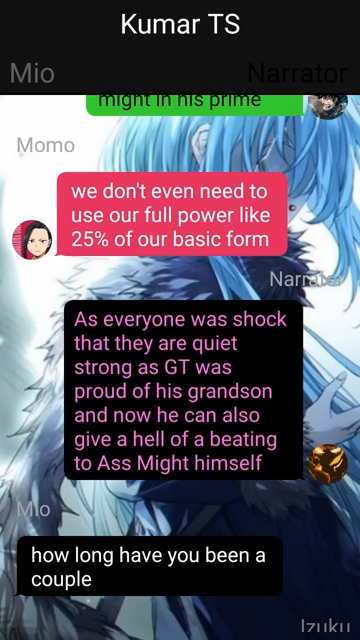 Kumar TS
Mio
Narrator
might in his prime
Momo
we don't even need to
use our full power like
25% of our basic form
Narrator
As everyone was shock
that they are quiet
strong as GT was
proud of his grandson
and now he can also
give a hell of a beating
to Ass Might himself
Mio
how long have you been a
couple
Izuku